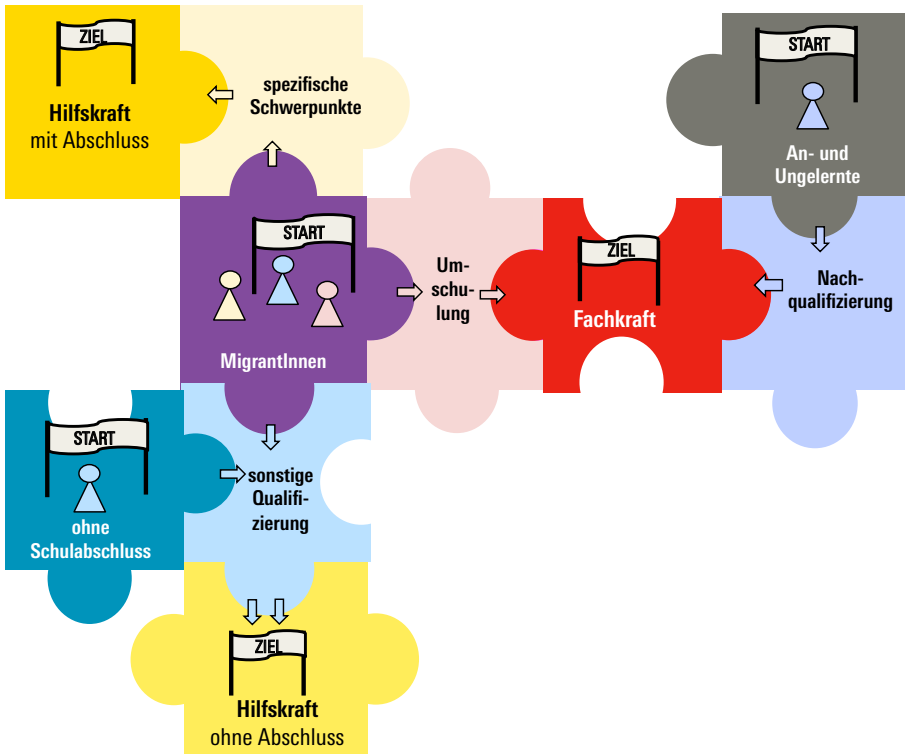 ZIEL
Hilfskraft
mit Abschluss
spezifische
Schwerpunkte
START
An- und
Ungelernte
START
MigrantInnen
Um-
schu-
lung
ZIEL
Fachkraft
Nach-
qualifizierung
START
ohne
Schulabschluss
sonstige
Qualifi-
zierung
ZIEL
Hilfskraft
ohne Abschluss